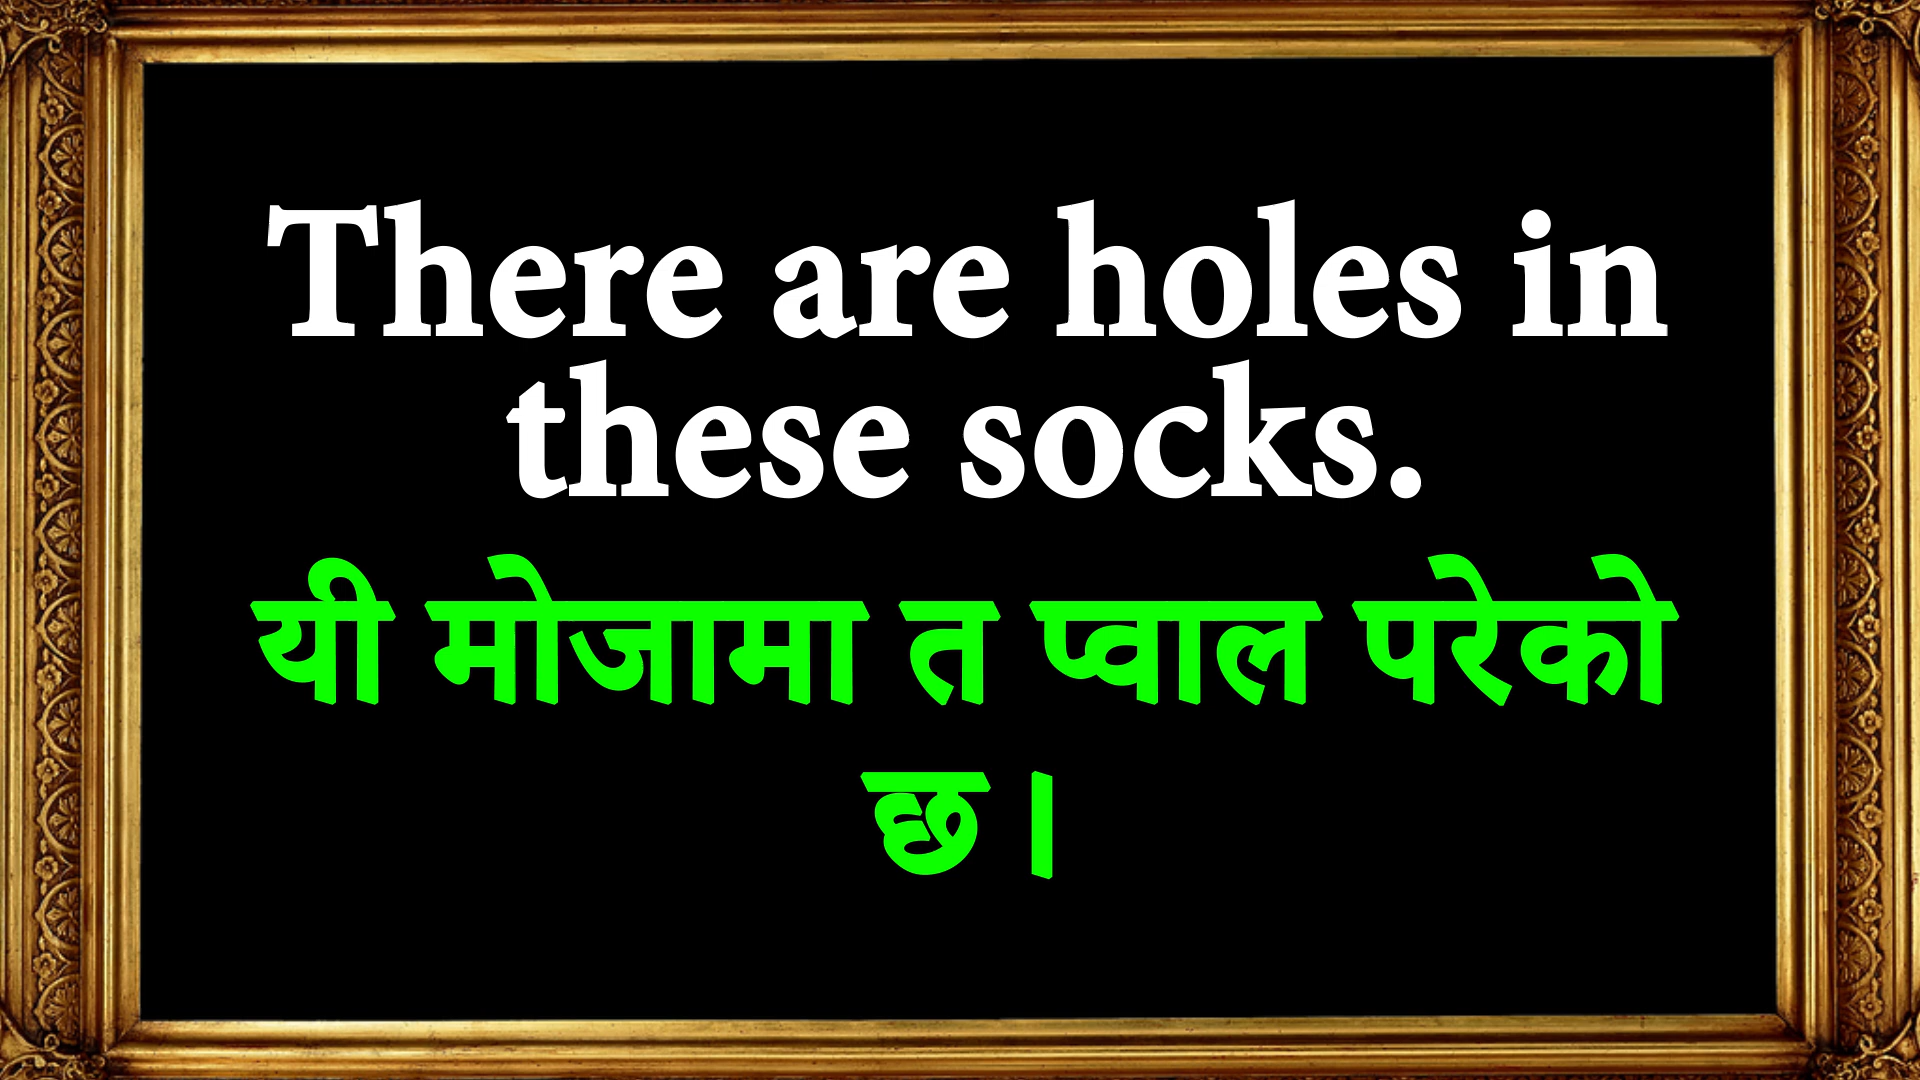 There are holes in
these socks.
यी मोजामा त प्वाल परेको
छ।